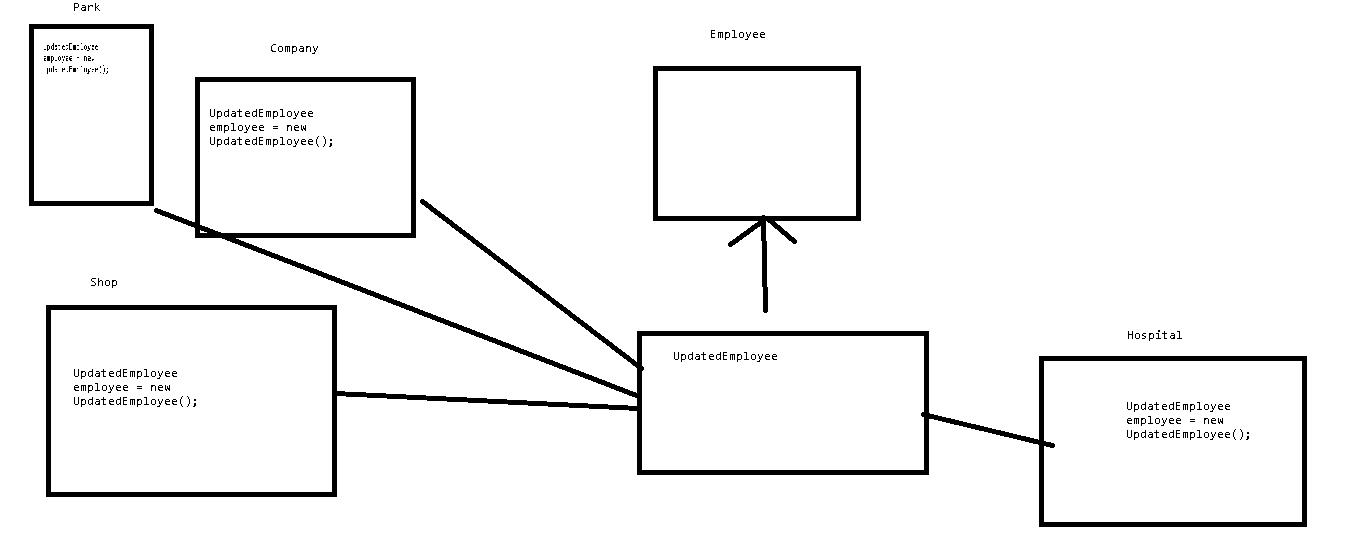 Park
UpdatedEmployee
employee = new
UpdatedEmployee();
Company
UpdatedEmployee
employee = new
UpdatedEmployee();
Employee
Shop
UpdatedEmployee
employee = new
UpdatedEmployee();
UpdatedEmployee
Hospital
UpdatedEmployee
employee = new
UpdatedEmployee();